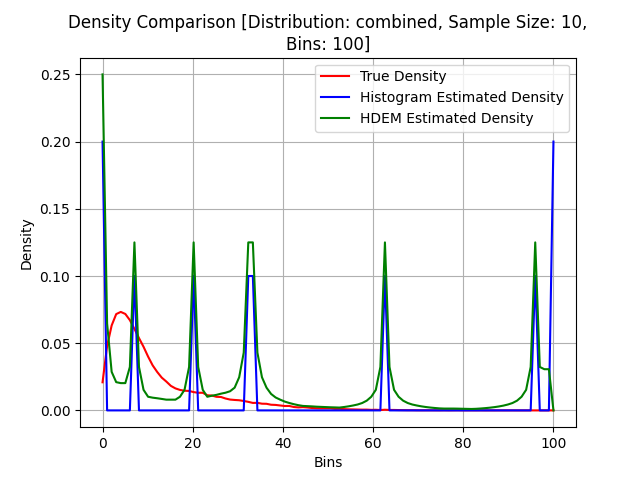 Density Comparison [Distribution: combined, Sample Size: 10,
Bins: 100]
True Density
Histogram Estimated Density
HDEM Estimated Density
Density
0.25
0.20
0.15
0.10
0.05
0.00
0 20 40 60 80 100
Bins